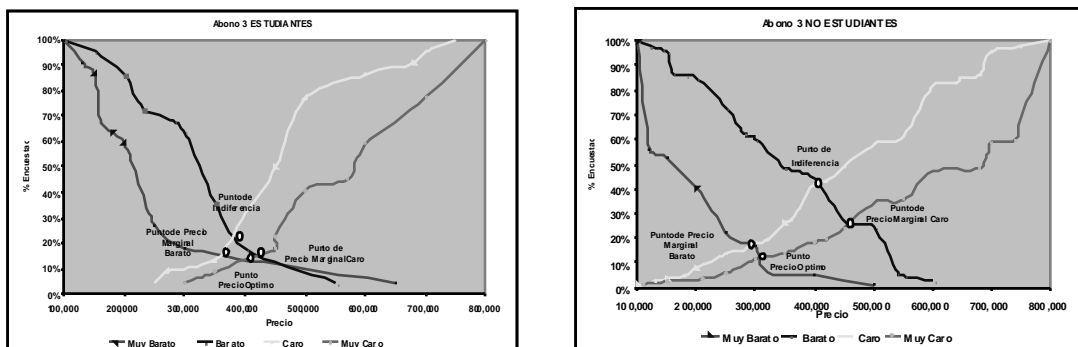 Abono 3 ESTUDIANTES
100%
90%
80%
70%
60%
50%
40%
30%
20%
10%
0%
% Encuestac
Punto de
Indiferencia
Punto de Precio
Marginal
Barato
Punto de
Precio Marginal Caro
Punto
Precio Optimo
100,000 200,000 300,000 400,000 500,000 600,000 700,000 80,000
Precio
Muy Barato Barato Caro Muy Caro
Abono 3 NO ESTUDIANTES
100%
90%
80%
70%
60%
50%
40%
30%
20%
10%
0%
% Encuestac
Punto de
Indiferencia
Punto de
Precio Marginal Caro
Punto de Precio
Marginal
Barato
Punto
Precio Optimo
100,000 200,000 300,000 400,000 500,000 600,000 700,000 800,000
Precio
Muy Barato Barato Caro Muy Caro